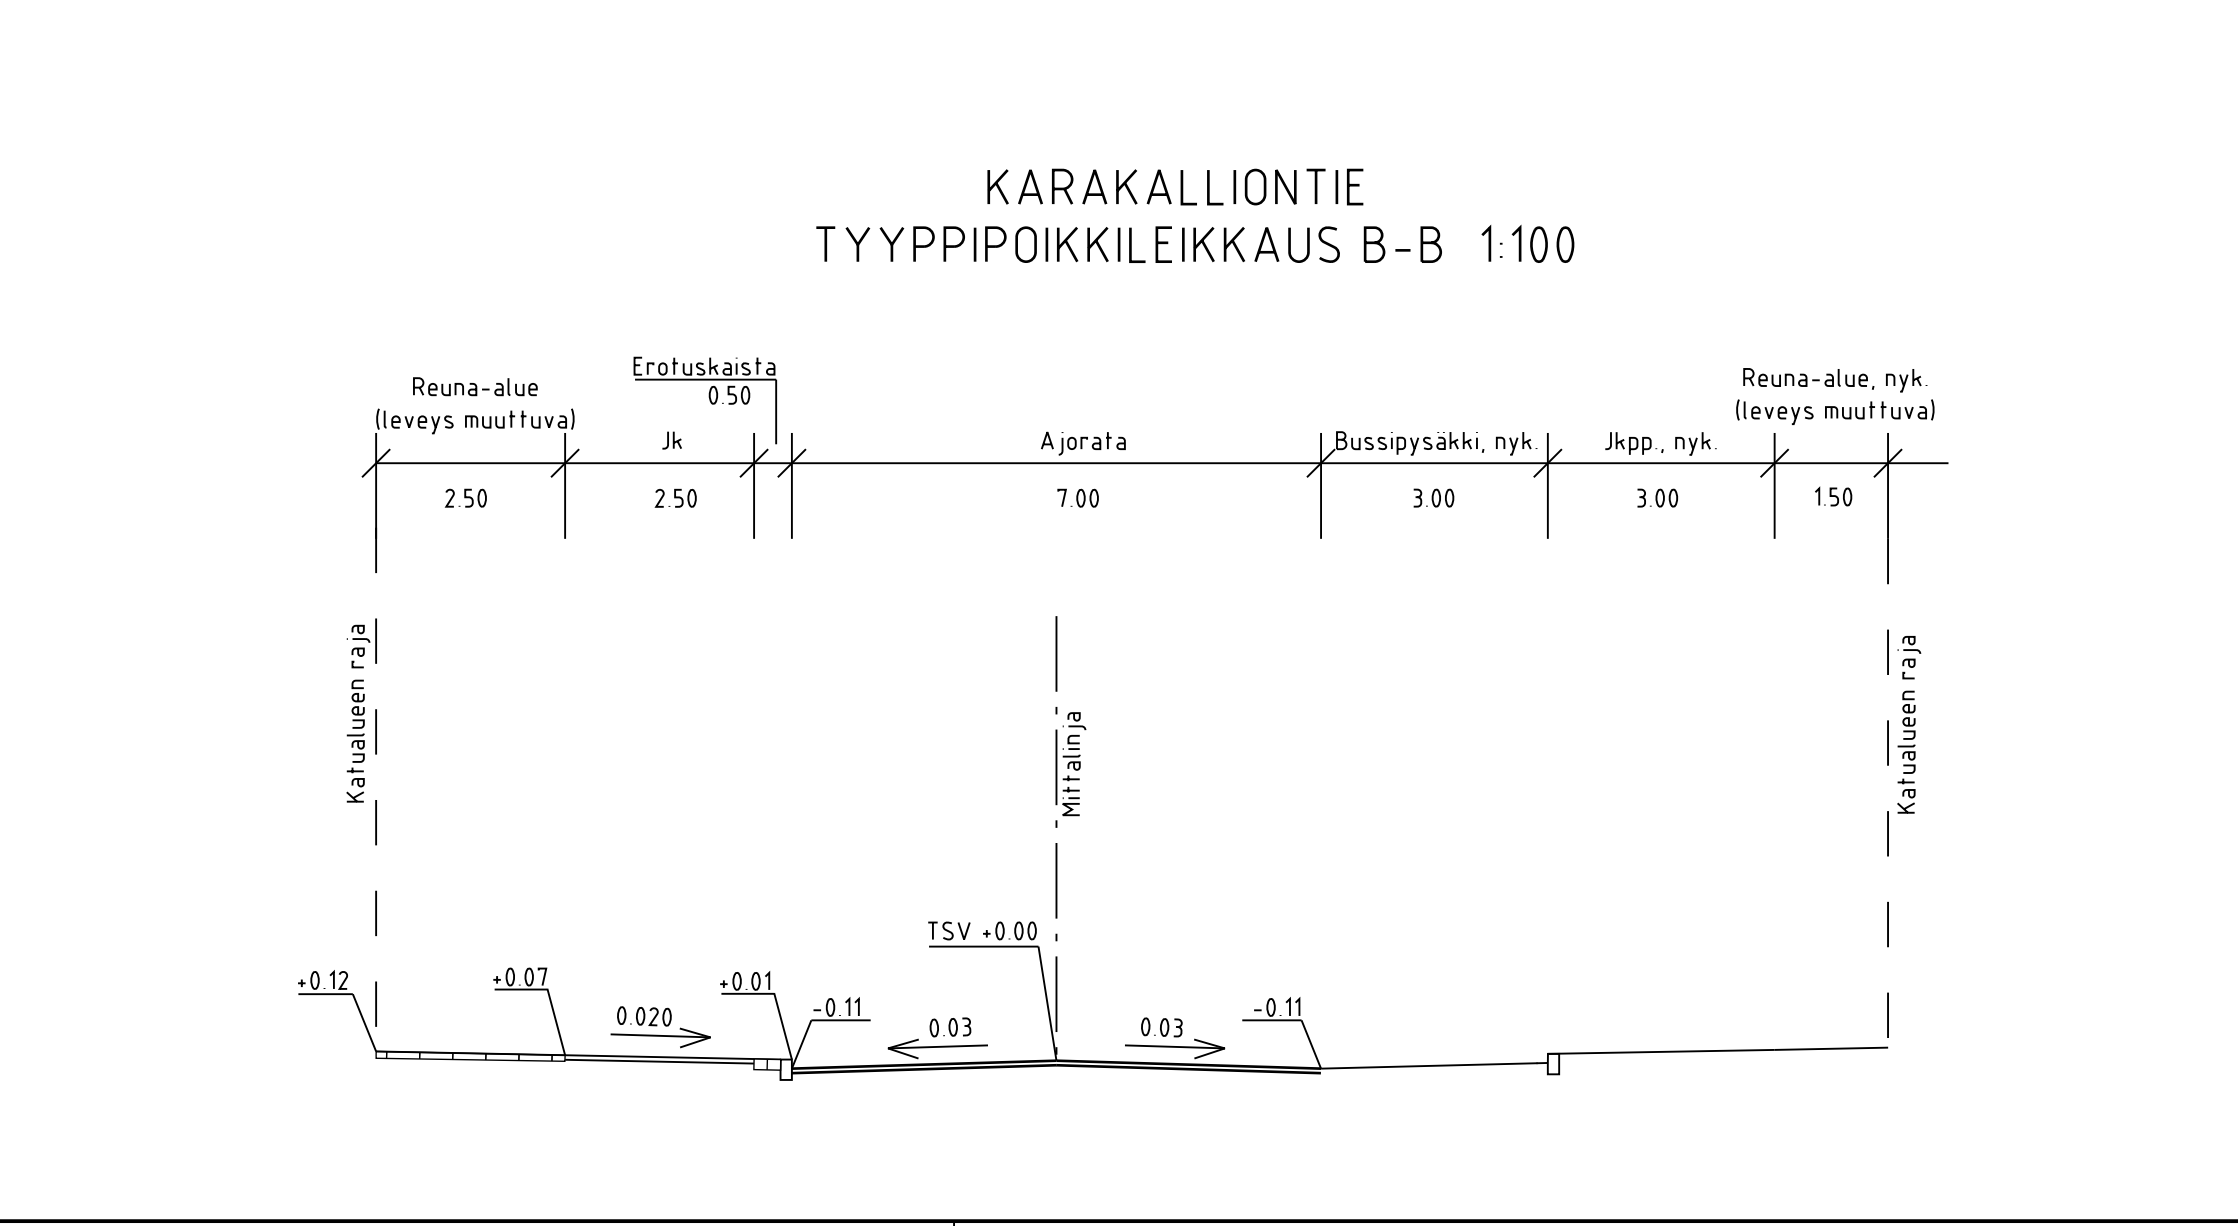 KARAKALLIONTIE
TYYPPIPOIKKILEIKKAUS B-B 1:100
Erotuskaista
0.50
Reuna-alue
(leveys muuttuva)
Reuna-alue, nyk.
(leveys muuttuva)
Jk
Ajorata
Bussipysäkki, nyk.
Jkpp., nyk.
2.50
2.50
7.00
3.00
3.00
1.50
Katualueen raja
Mittalinja
Katualueen raja
TSV +0.00
+0.12
+0.07
+0.01
-0.11
-0.11
0.020
0.03
0.03